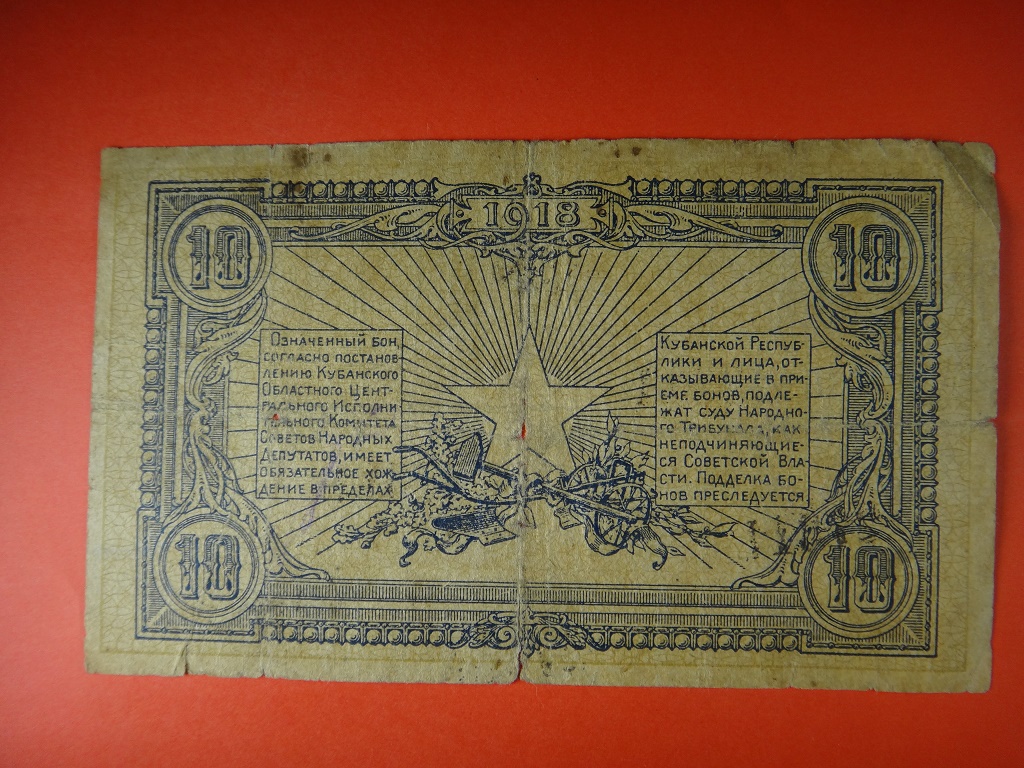 1918
10
10
Означенный бон,
согласно постанов-
лению Кубанского
Областного Цент-
рального Исполни-
тельного Комитета
Советов Народных
Депутатов, имеет
обязательное хож-
дение в пределах
Кубанской Респуб-
лики и лица, от-
казывающие в при-
еме бонов, подле-
жат суду Народно-
го Трибунала, как
неподчиняющие-
ся Советской Вла-
сти. Подделка бо-
нов преследуется
10
10